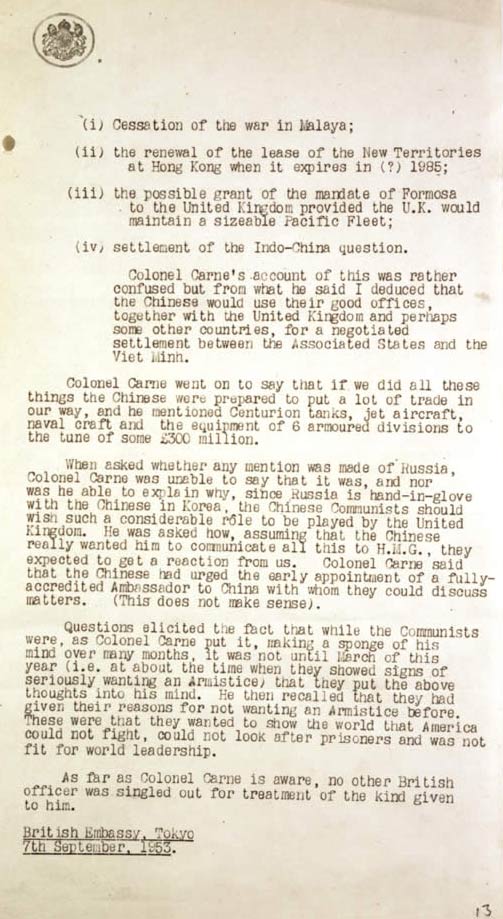 (i) Cessation of the war in Malaya;
(ii) the renewal of the lease of the New Territories
at Hong Kong when it expires in (?) 1985;
(iii) the possible grant of the mandate of Formosa
to the United Kingdom provided the U.K. would
maintain a sizeable Pacific Fleet;
(iv) settlement of the Indo-China question.
Colonel Carne's account of this was rather
confused but from what he said I deduced that
the Chinese would use their good offices,
together with the United Kingdom and perhaps
some other countries, for a negotiated
settlement between the Associated States and the
Viet Minh.
Colonel Carne went on to say that if we did all these
things the Chinese were prepared to put a lot of trade in
our way, and he mentioned Centurion tanks, jet aircraft,
naval craft and the equipment of 6 armoured divisions to
the tune of some £300 million.
When asked whether any mention was made of Russia,
Colonel Carne was unable to say that it was, and nor
was he able to explain why, since Russia is hand-in-glove
with the Chinese in Korea, the Chinese Communists should
wish such a considerable rôle to be played by the United
Kingdom. He was asked how, assuming that the Chinese
really wanted him to communicate all this to H.M.G., they
expected to get a reaction from us. Colonel Carne said
that the Chinese had urged the early appointment of a fully-
accredited Ambassador to China with whom they could discuss
matters. (This does not make sense).
Questions elicited the fact that while the Communists
were, as Colonel Carne put it, making a sponge of his
mind over many months, it was not until March of this
year (i.e. at about the time when they showed signs of
seriously wanting an Armistice) that they put the above
thoughts into his mind. He then recalled that they had
given their reasons for not wanting an Armistice before.
These were that they wanted to show the world that America
could not fight, could not look after prisoners and was not
fit for world leadership.
As far as Colonel Carne is aware, no other British
officer was singled out for treatment of the kind given
to him.
British Embassy, Tokyo
7th September, 1953.
13